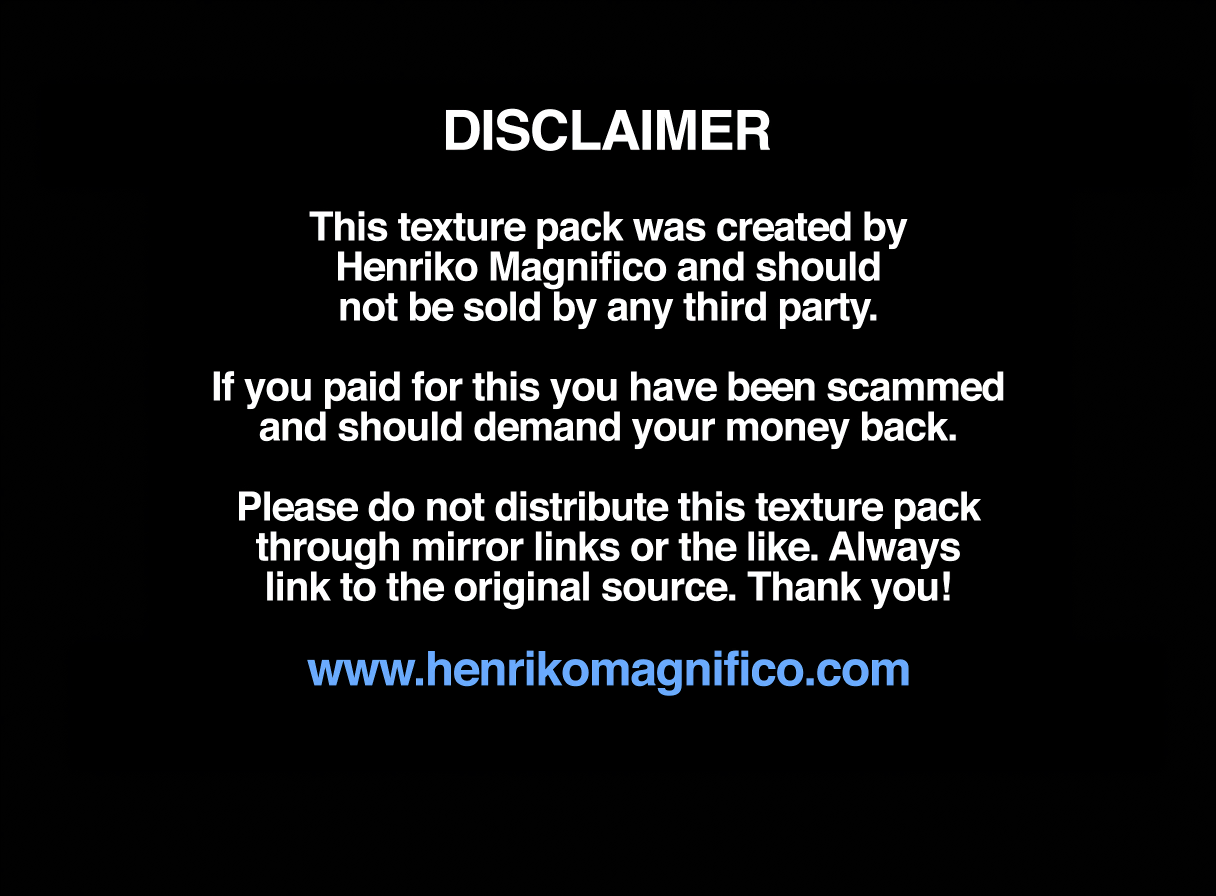 DISCLAIMER
This texture pack was created by
Henriko Magnifico and should
not be sold by any third party.
If you paid for this you have been scammed
and should demand your money back.
Please do not distribute this texture pack
through mirror links or the like. Always
link to the original source. Thank you!
www.henrikomagnifico.com